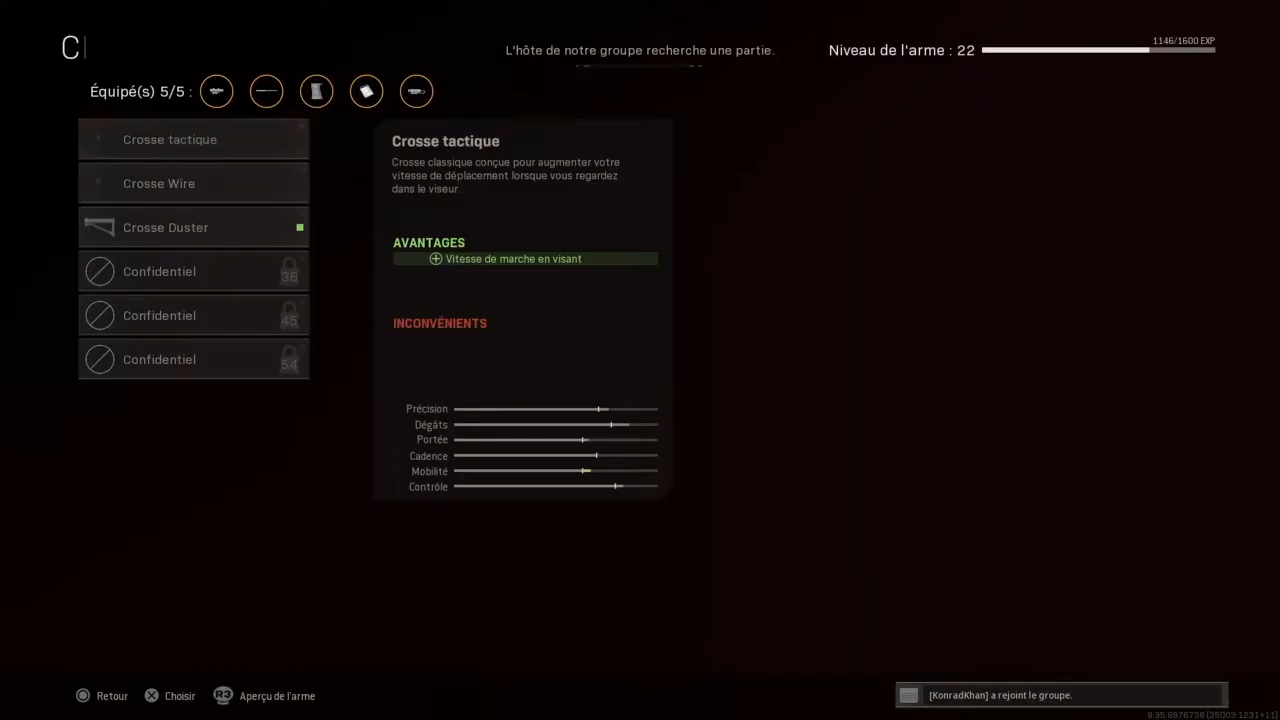 C
L'hôte de notre groupe recherche une partie.
Niveau de l'arme : 22
1146/1600 EXP
Équipé(s) 5/5 :
Crosse tactique
Crosse Wire
Crosse Duster
Confidentiel
36
Confidentiel
45
Confidentiel
54
Crosse tactique
Crosse classique conçue pour augmenter votre
vitesse de déplacement lorsque vous regardez
dans le viseur.
AVANTAGES
Vitesse de marche en visant
INCONVÉNIENTS
Précision
Dégâts
Portée
Cadence
Mobilité
Contrôle
Retour
Choisir
R3 Aperçu de l'arme
[KonradKhan] a rejoint le groupe.